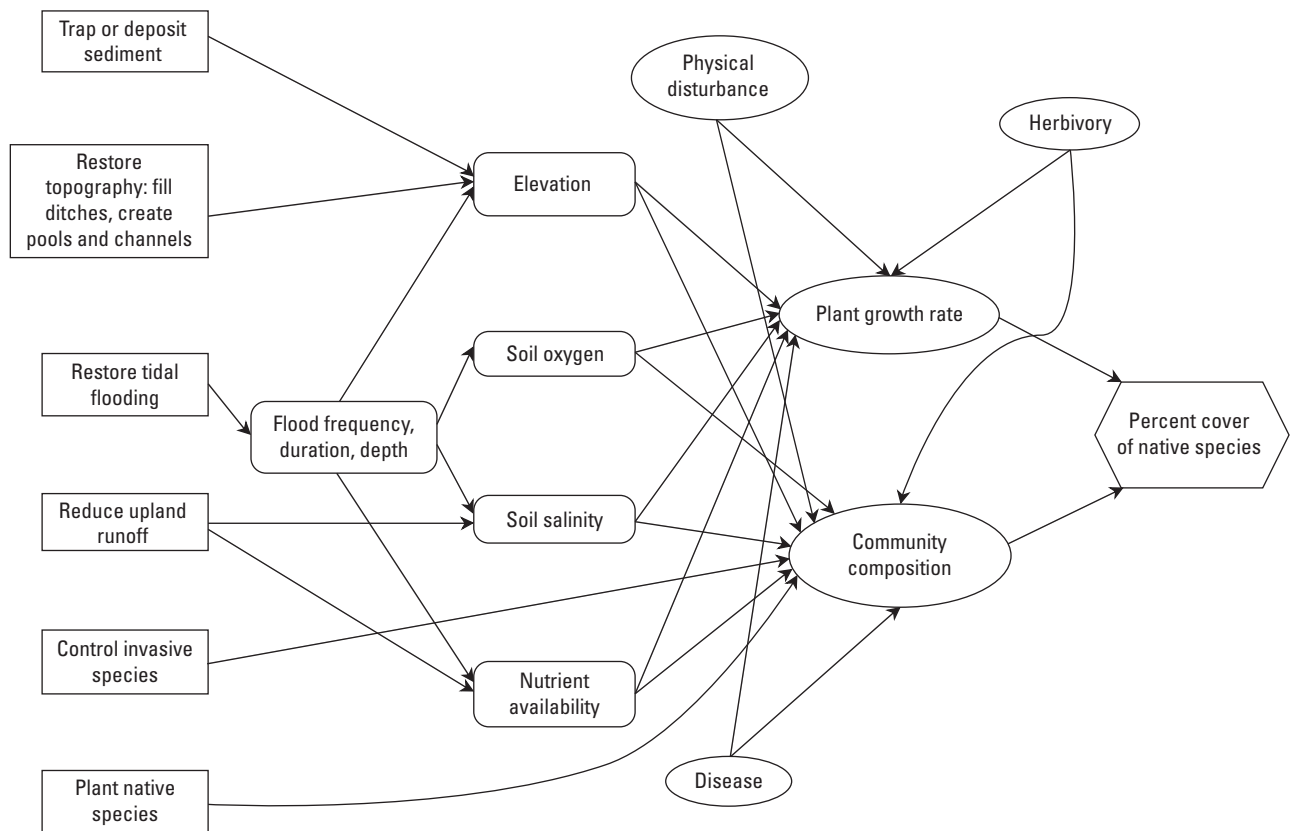 Trap or deposit
sediment
Restore
topography: fill
ditches, create
pools and channels
Restore tidal
flooding
Reduce upland
runoff
Control invasive
species
Plant native
species
Flood frequency,
duration, depth
Elevation
Soil oxygen
Soil salinity
Nutrient
availability
Physical
disturbance
Herbivory
Plant growth rate
Community
composition
Disease
Percent cover
of native species